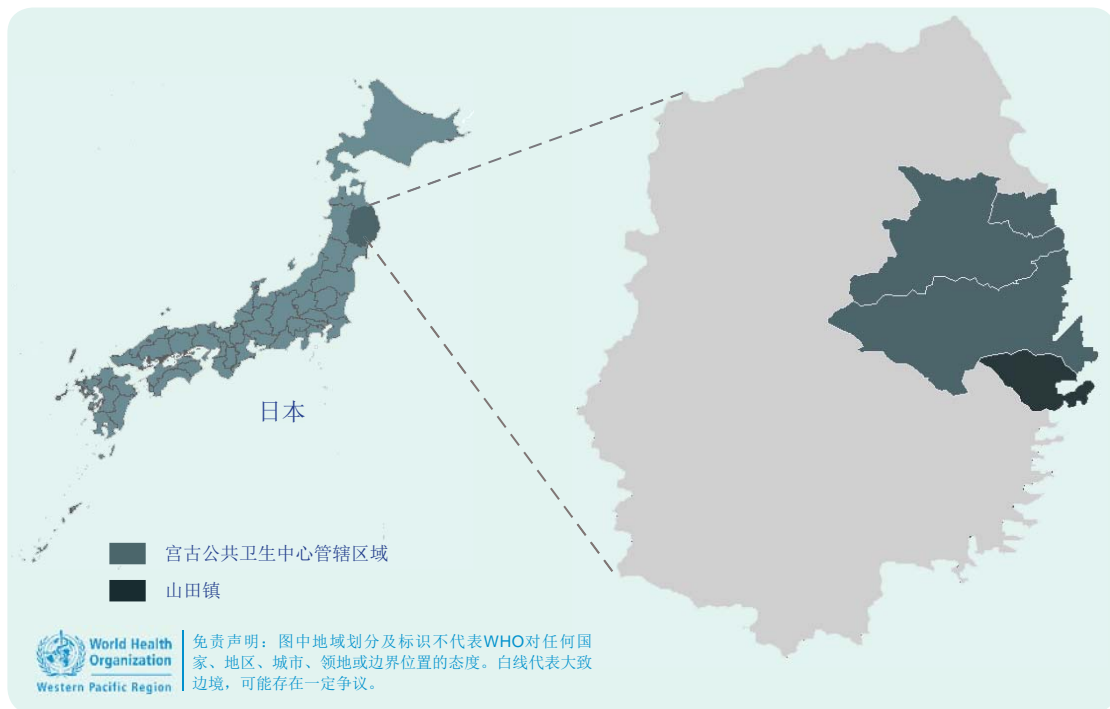 日本
宫古公共卫生中心管辖区域
山田镇
World Health
Organization
Western Pacific Region
免责声明：图中地域划分及标识不代表WHO对任何国
家、地区、城市、领地或边界位置的态度。白线代表大致
边境，可能存在一定争议。